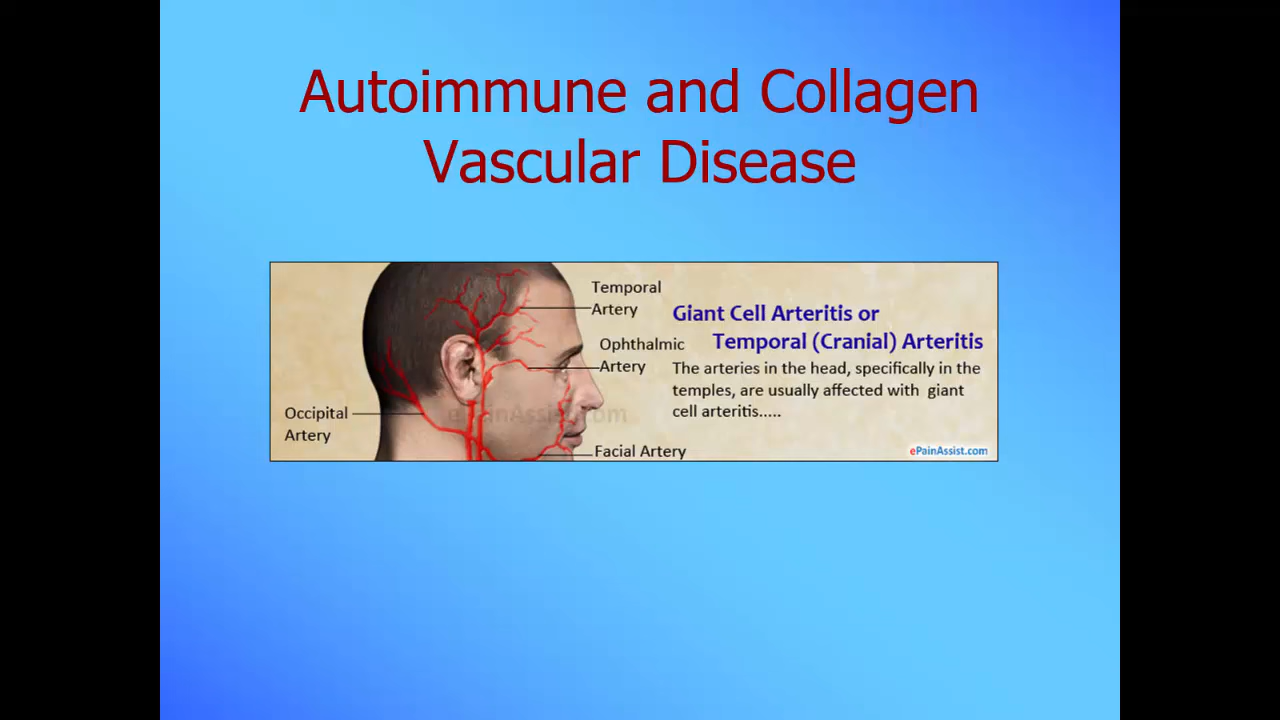 Autoimmune and Collagen
Vascular Disease
Temporal
Artery
Ophthalmic
Artery
Occipital
Artery
Facial Artery
Giant Cell Arteritis or
Temporal (Cranial) Arteritis
The arteries in the head, specifically in the
temples, are usually affected with giant
cell arteritis.....
ePainAssist.com
ePainAssist.com